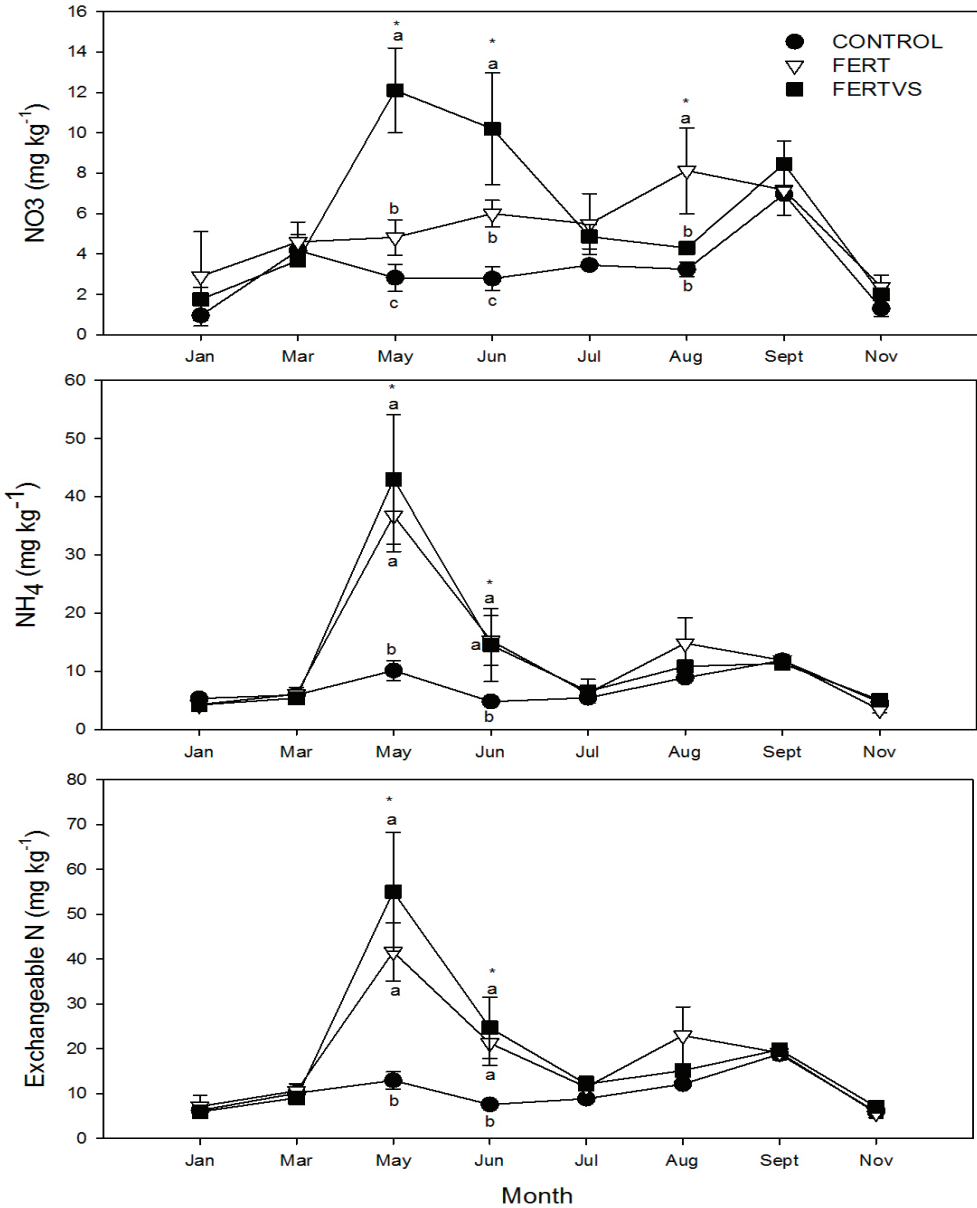 16
14
12
10
8
6
4
2
0
NO3 (mg kg-1)
CONTROL
FERT
FERTVS
*
a
*
a
*
a
b
b
b
c
c
b
Jan Mar May Jun Jul Aug Sept Nov
60
50
40
30
20
10
0
NH4 (mg kg-1)
*
a
a
*
a
a
b
b
Jan Mar May Jun Jul Aug Sept Nov
80
70
60
50
40
30
20
10
0
Exchangeable N (mg kg-1)
*
a
a
*
a
a
b
b
Jan Mar May Jun Jul Aug Sept Nov
Month